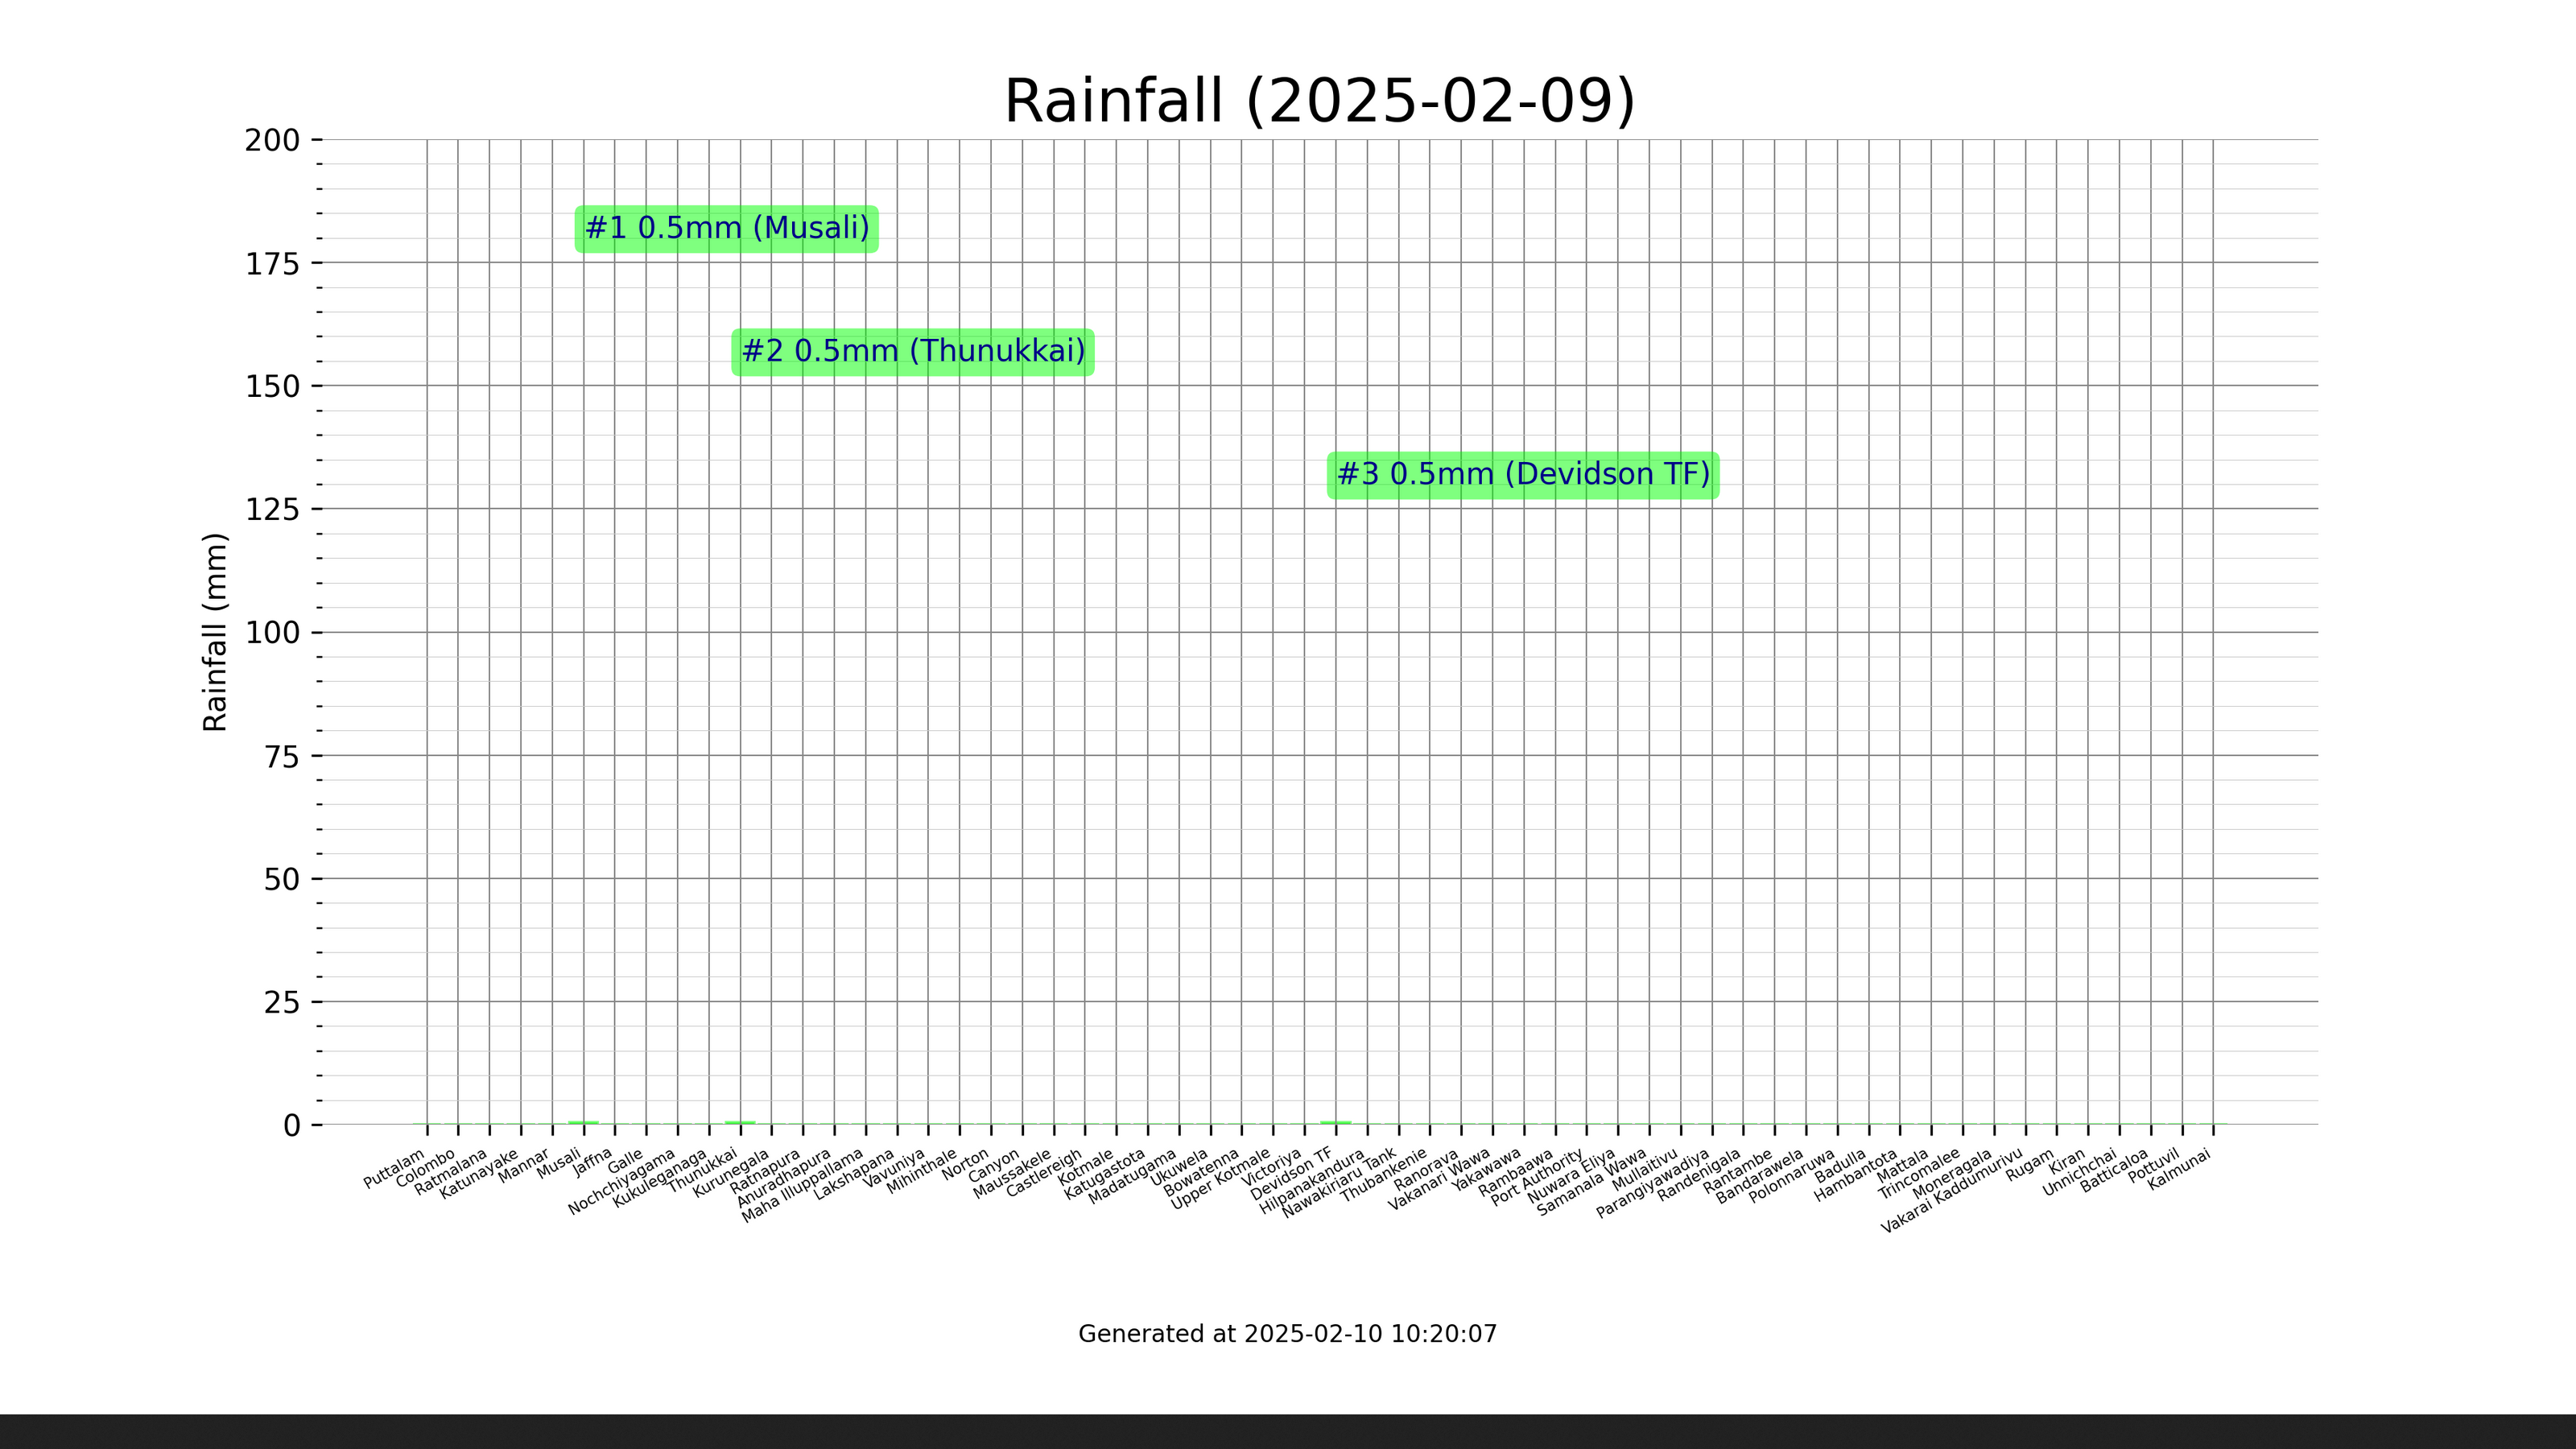 Rainfall (2025-02-09)
200
175
150
125
100
75
50
25
0
Rainfall (mm)
#1 0.5mm (Musali)
#2 0.5mm (Thunukkai)
#3 0.5mm (Devidson TF)
Puttalam
Colombo
Ratmalana
Katunayake
Mannar
Musali
Jaffna
Galle
Nochchiyagama
Kukuleganaga
Thunukkai
Kurunegala
Ratnapura
Anuradhapura
Maha Illuppallama
Lakshapana
Vavuniya
Mihinthale
Norton
Canyon
Maussakele
Castlereigh
Kotmale
Katugastota
Madatugama
Ukuwela
Bowatenna
Upper Kotmale
Victoriya
Devidson TF
Hilpanakandura
Nawakiriaru Tank
Thubankenie
Ranorava
Vakanari Wawa
Yakawawa
Rambaawa
Port Authority
Nuwara Eliya
Samanala Wawa
Mullaitivu
Parangiyawadiya
Randenigala
Rantambe
Bandarawela
Polonnaruwa
Badulla
Hambantota
Mattala
Trincomalee
Moneragala
Vakarai Kaddumurivu
Rugam
Kiran
Unnichchai
Batticaloa
Pottuvil
Kalmunai
Generated at 2025-02-10 10:20:07